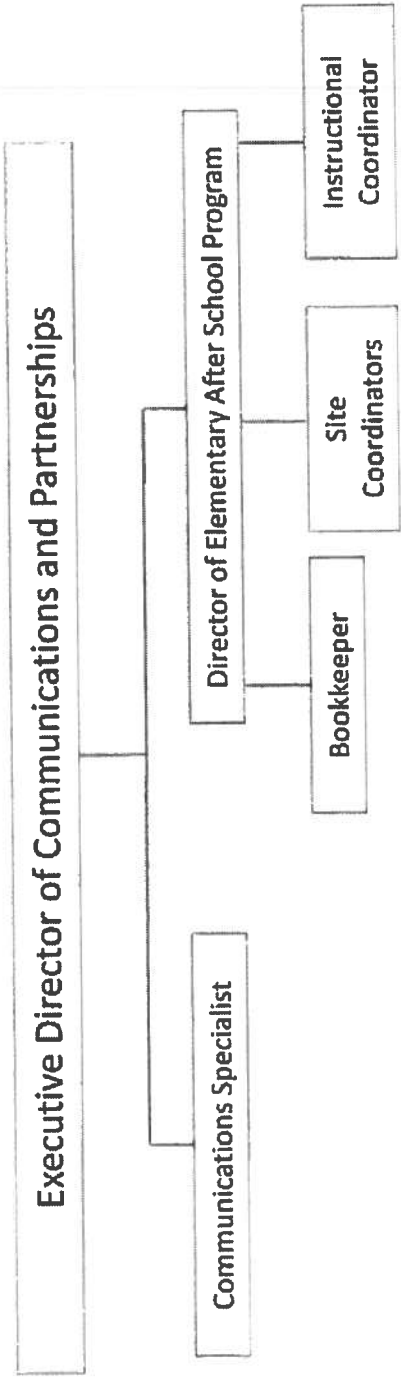 Executive Director of Communications and Partnerships
Communications Specialist
Director of Elementary After School Program
Bookkeeper
Site
Coordinators
Instructional
Coordinator